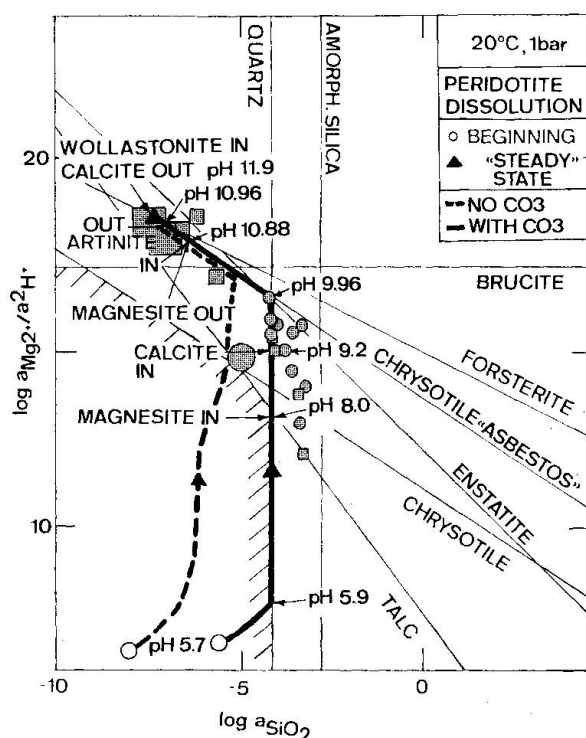 QUARTZ
AMORPH. SILICA
20°C, 1bar
PERIDOTITE
DISSOLUTION
BEGINNING
«STEADY»
STATE
NO CO3
WITH CO3
20
10
WOLLASTONITE IN
CALCITE OUT pH 11.9
pH 10.96
OUT
ARTINITE
IN
pH 10.88
MAGNESITE OUT
pH 9.96
BRUCITE
CALCITE
IN
pH 9.2
FORSTERITE
CHRYSOTILE "ASBESTOS"
MAGNESITE IN
pH 8.0
ENSTATITE
CHRYSOTILE
TALC
pH 5.9
pH 5.7
-10
-5
0
log aSiO2
log aMg2+/a2H+